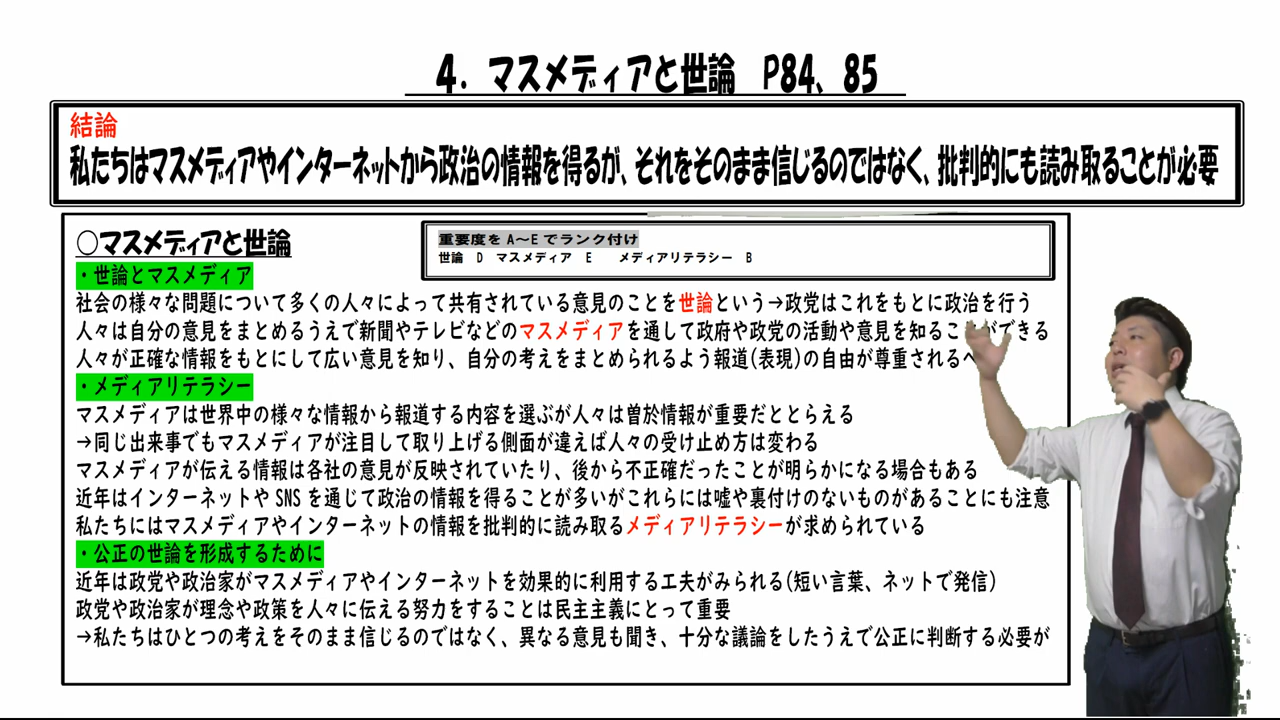 4．マスメディアと世論　P84、85
結論
私たちはマスメディアやインターネットから政治の情報を得るが、それをそのまま信じるのではなく、批判的にも読み取ることが必要
○マスメディアと世論
重要度をA～Eでランク付け
世論　D　マスメディア　E　　メディアリテラシー　B
・世論とマスメディア
社会の様々な問題について多くの人々によって共有されている意見のことを世論という→政党はこれをもとに政治を行う
人々は自分の意見をまとめるうえで新聞やテレビなどのマスメディアを通して政府や政党の活動や意見を知るこ ができる
人々が正確な情報をもとにして広い意見を知り、自分の考えをまとめられるよう報道(表現)の自由が尊重されるべ
・メディアリテラシー
マスメディアは世界中の様々な情報から報道する内容を選ぶが人々は曽於情報が重要だととらえる
→同じ出来事でもマスメディアが注目して取り上げる側面が違えば人々の受け止め方は変わる
マスメディアが伝える情報は各社の意見が反映されていたり、後から不正確だったことが明らかになる場合もある
近年はインターネットやSNSを通じて政治の情報を得ることが多いがこれらには嘘や裏付けのないものがあることにも注意
私たちにはマスメディアやインターネットの情報を批判的に読み取るメディアリテラシーが求められている
・公正の世論を形成するために
近年は政党や政治家がマスメディアやインターネットを効果的に利用する工夫がみられる(短い言葉、ネットで発信)
政党や政治家が理念や政策を人々に伝える努力をすることは民主主義にとって重要
→私たちはひとつの考えをそのまま信じるのではなく、異なる意見も聞き、十分な議論をしたうえで公正に判断する必要が